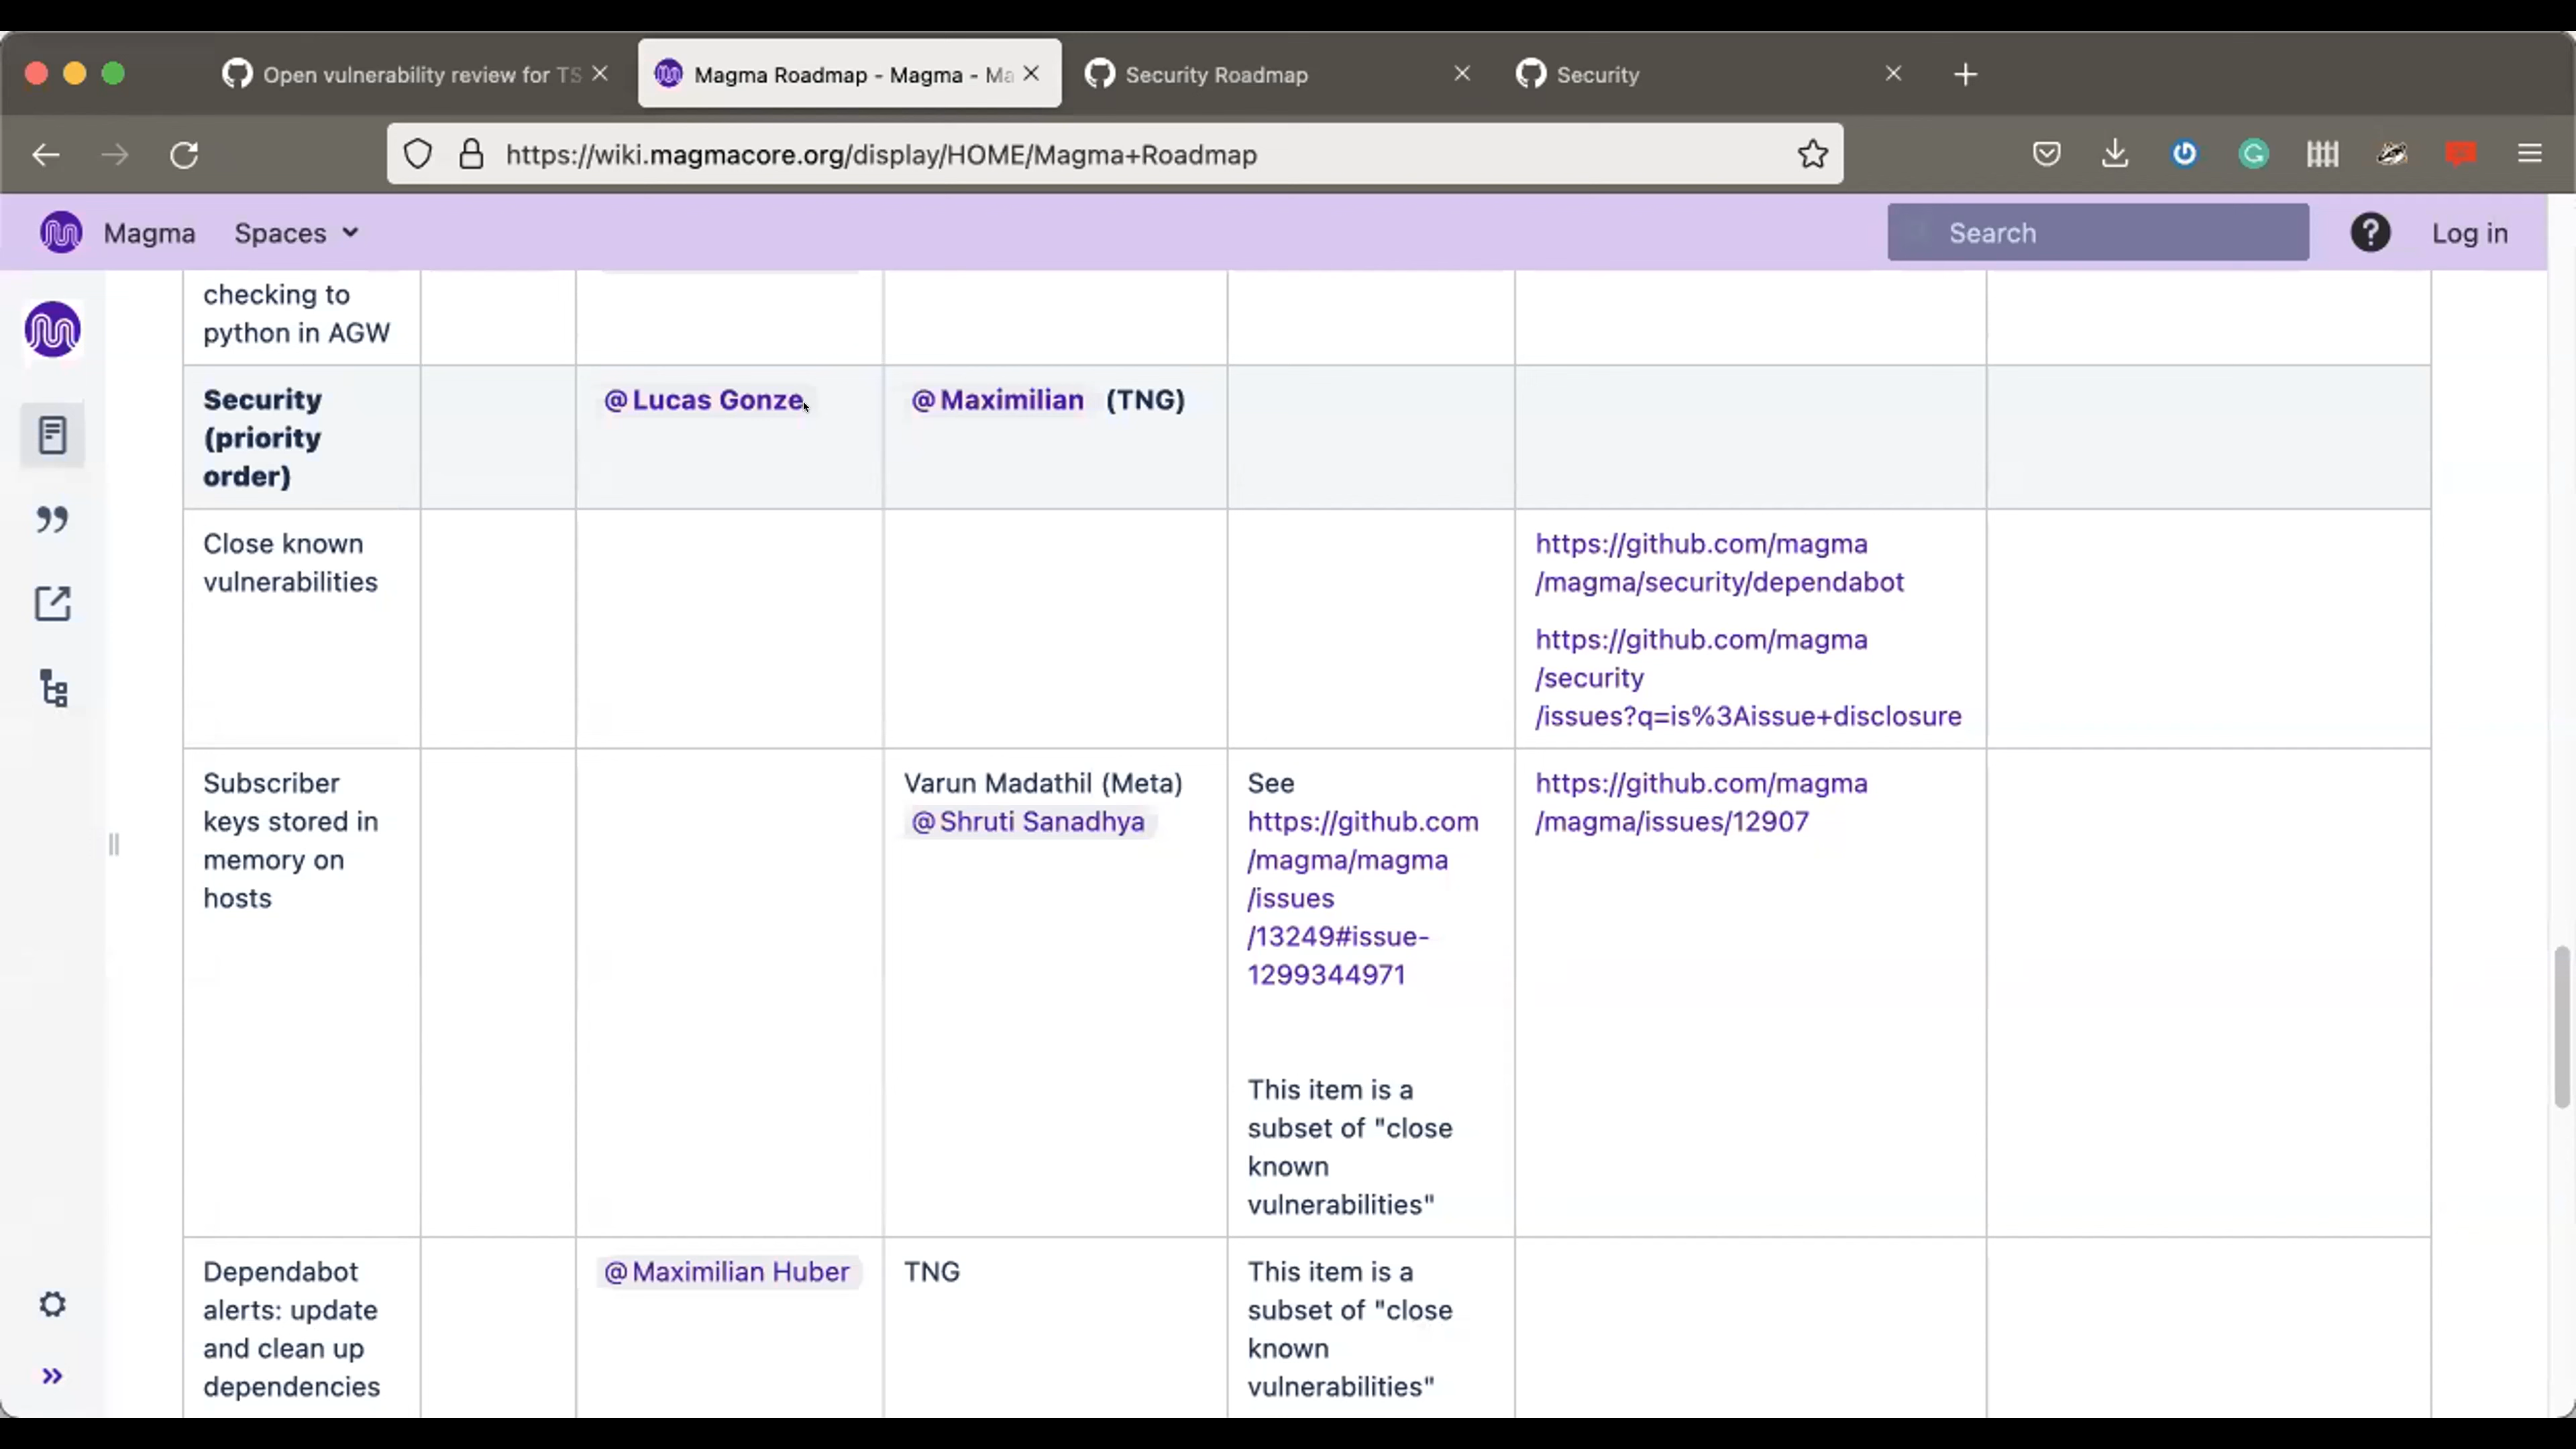 Open vulnerability review for TS
Magma Roadmap - Magma - Ma
Security Roadmap
Security
https://wiki.magmacore.org/display/HOME/Magma+Roadmap
Magma
Spaces
Search
?
Log in
checking to
python in AGW
Security
(priority
order)
@Lucas Gonze
@Maximilian (TNG)
Close known
vulnerabilities
https://github.com/magma
/magma/security/dependabot
https://github.com/magma
/security
/issues?q=is%3Aissue+disclosure
Subscriber
keys stored in
memory on
hosts
Varun Madathil (Meta)
@Shruti Sanadhya
See
https://github.com
/magma/magma
/issues
/13249#issue-
1299344971
This item is a
subset of "close
known
vulnerabilities"
https://github.com/magma
/magma/issues/12907
Dependabot
alerts: update
and clean up
dependencies
@Maximilian Huber
TNG
This item is a
subset of "close
known
vulnerabilities"